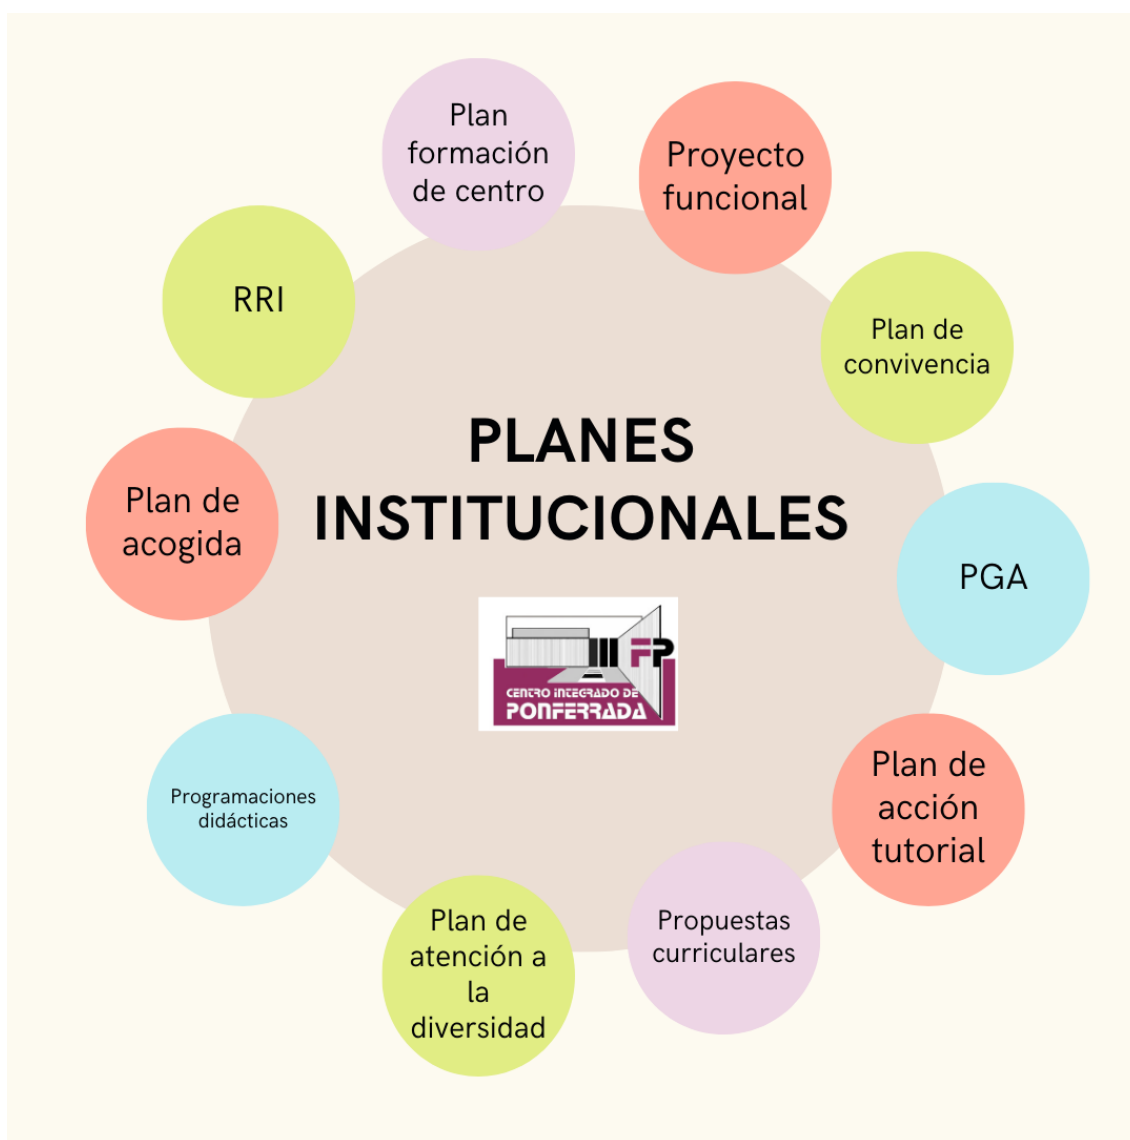 Plan
formación
de centro
Proyecto
funcional
RRI
Plan de
convivencia
PLANES
INSTITUCIONALES
Plan de
acogida
PGA
FP
CENTRO INTEGRADO DE
PONFERRADA
Programaciones
didácticas
Plan de
acción
tutorial
Plan de
atención a
la
diversidad
Propuestas
curriculares